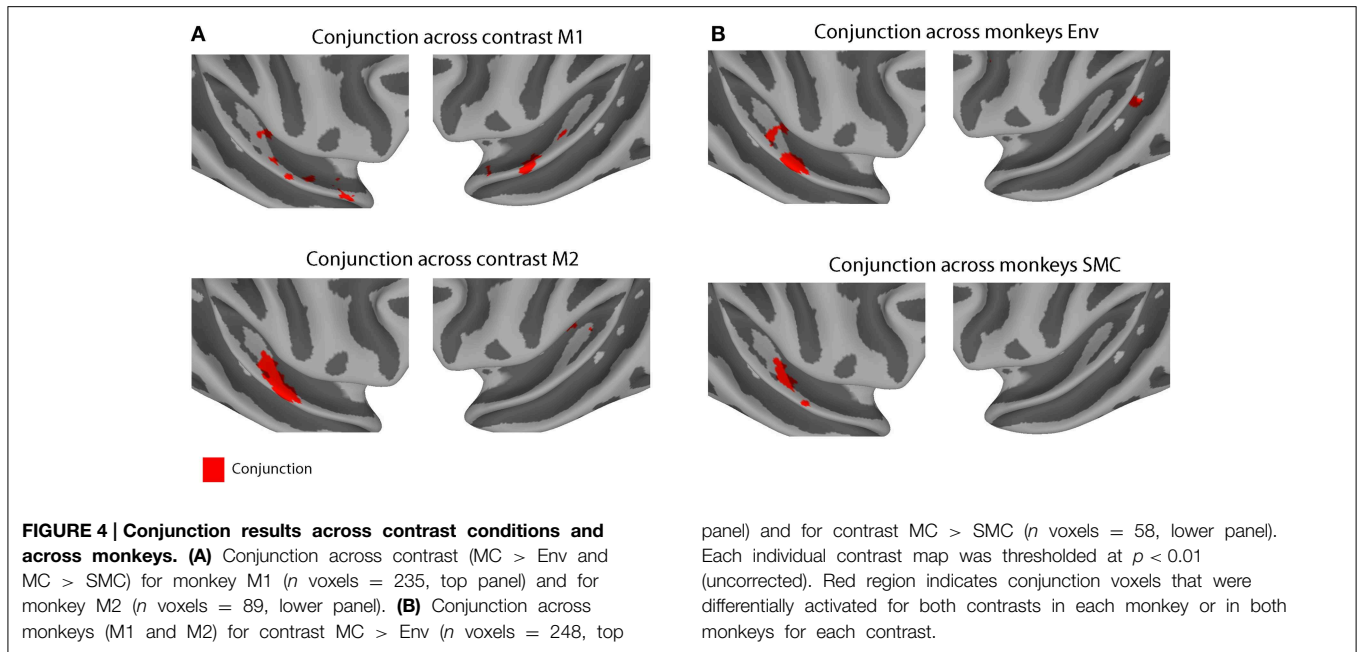 A
Conjunction across contrast M1
B
Conjunction across monkeys Env
Conjunction across contrast M2
Conjunction across monkeys SMC
Conjunction
FIGURE 4 | Conjunction results across contrast conditions and
across monkeys. (A) Conjunction across contrast (MC > Env and
MC > SMC) for monkey M1 (n voxels = 235, top panel) and for
monkey M2 (n voxels = 89, lower panel). (B) Conjunction across
monkeys (M1 and M2) for contrast MC > Env (n voxels = 248, top
panel) and for contrast MC > SMC (n voxels = 58, lower panel).
Each individual contrast map was thresholded at p < 0.01
(uncorrected). Red region indicates conjunction voxels that were
differentially activated for both contrasts in each monkey or in both
monkeys for each contrast.